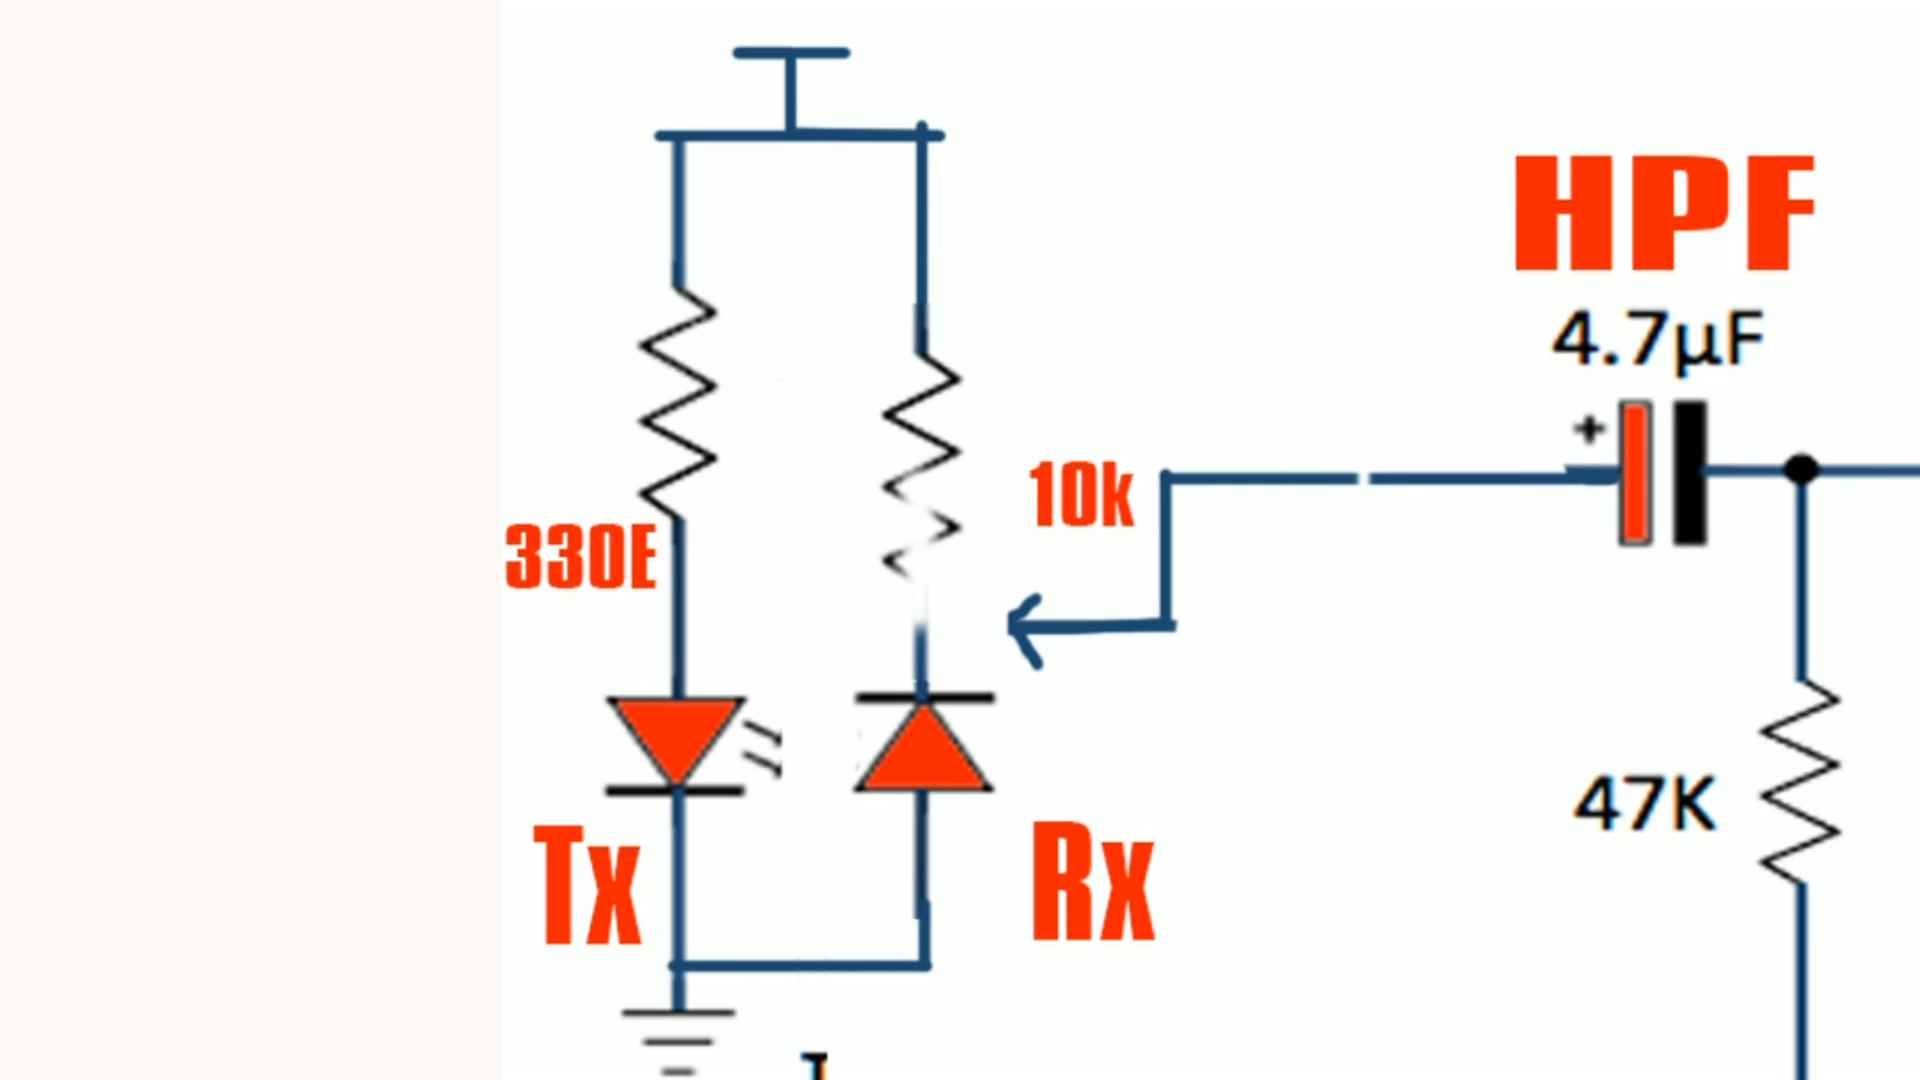 HPF
4.7µF
+
10k
330E
47K
Tx
Rx